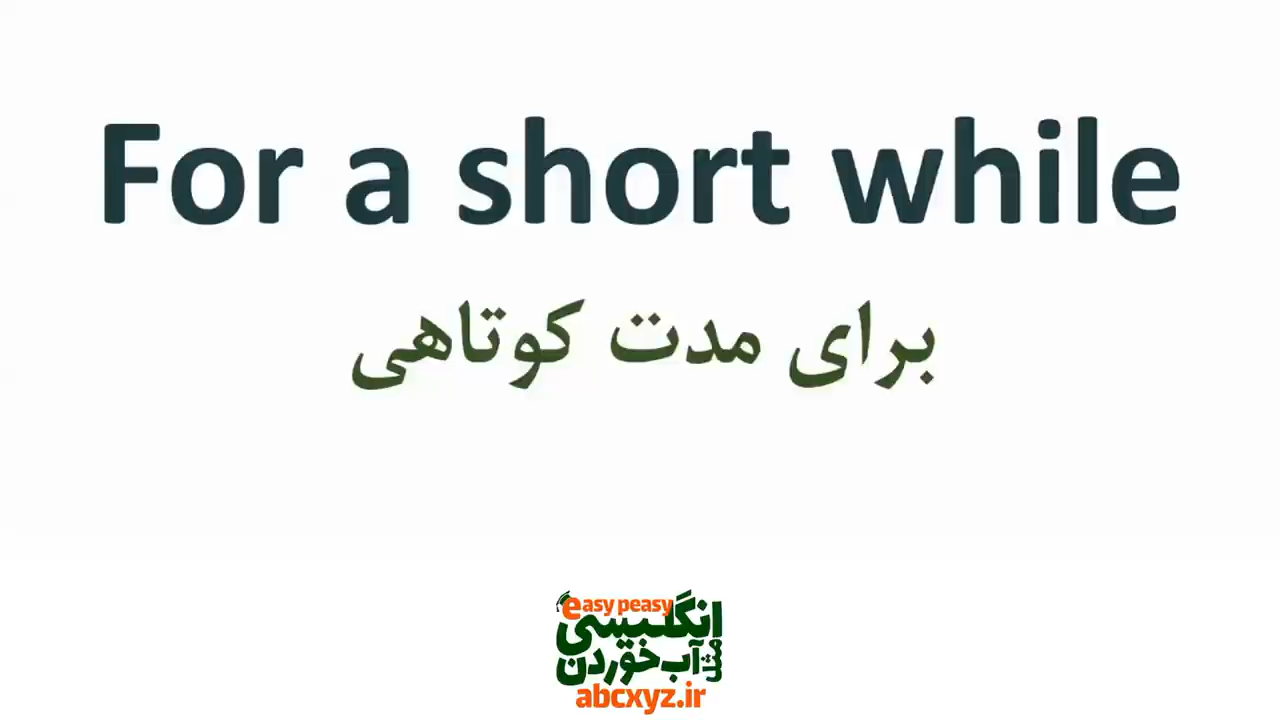 For a short while
برای مدت کوتاهی
easy peasy
انگلیسی
مثل آب خوردن
abcxyz.ir